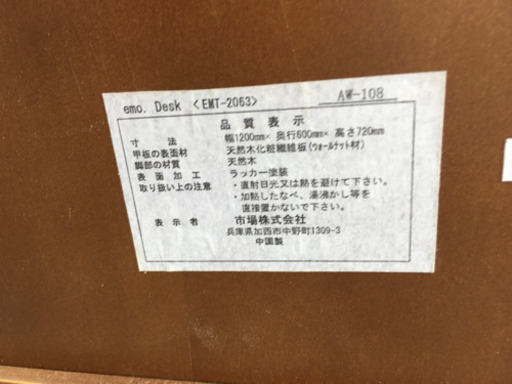 emo. Desk <EMT-2063> AW-108
品質表示
寸法 幅1200mm×奥行600mm×高さ720mm
甲板の表面材 天然木化粧繊維板(ウォールナット材)
脚部の材質 天然木
表面加工 ラッカー塗装
取り扱い上の注意 ・直射日光又は熱を避けて下さい。
・加熱したなべ、湯沸かし等を
直接置かないで下さい。
表示者 市場株式会社
兵庫県加西市中野町1309-3
中国製